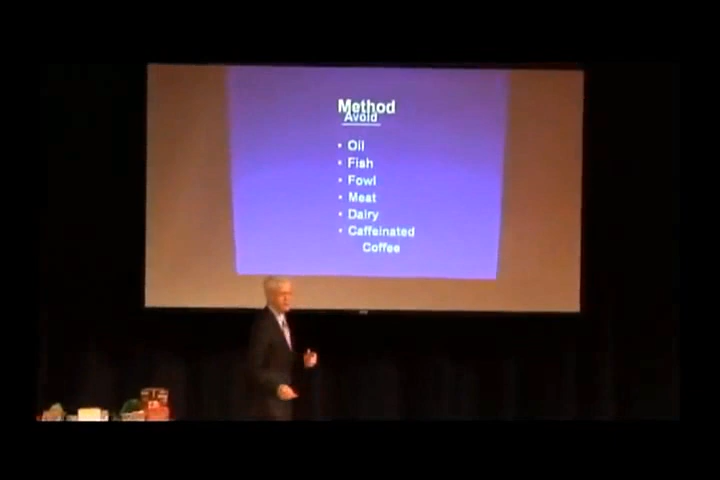 Method
Avoid
• Oil
• Fish
• Fowl
• Meat
• Dairy
• Caffeinated
Coffee